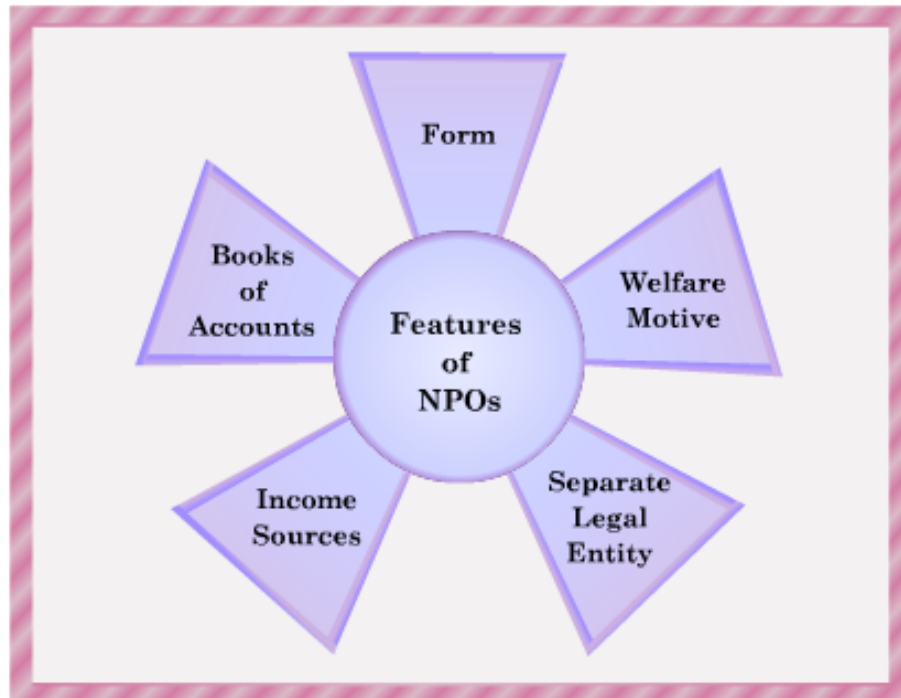 Form
Welfare
Motive
Separate
Legal
Entity
Income
Sources
Books
of
Accounts
Features
of
NPOs